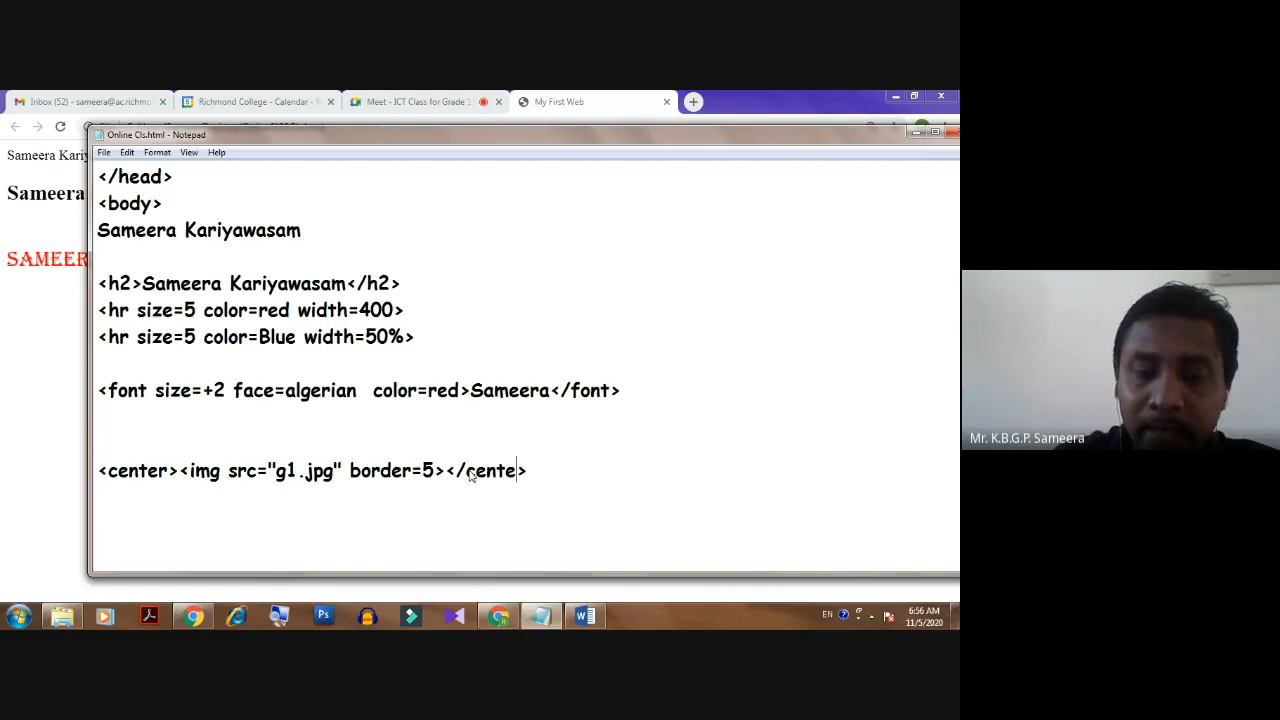 Inbox (52) - sameera@ac.richmo
Richmond College - Calendar -
Meet - ICT Class for Grade 1
My First Web
Online Cls.html - Notepad
File Edit Format View Help
Sameera Kariy
Sameera
SAMEER
</head>
<body>
Sameera Kariyawasam
<h2>Sameera Kariyawasam</h2>
<hr size=5 color=red width=400>
<hr size=5 color=Blue width=50%>
<font size=+2 face=algerian  color=red>Sameera</font>
<center><img src="g1.jpg" border=5></cente>
Mr. K.B.G.P. Sameera
Ps
EN
6:56 AM
11/5/2020